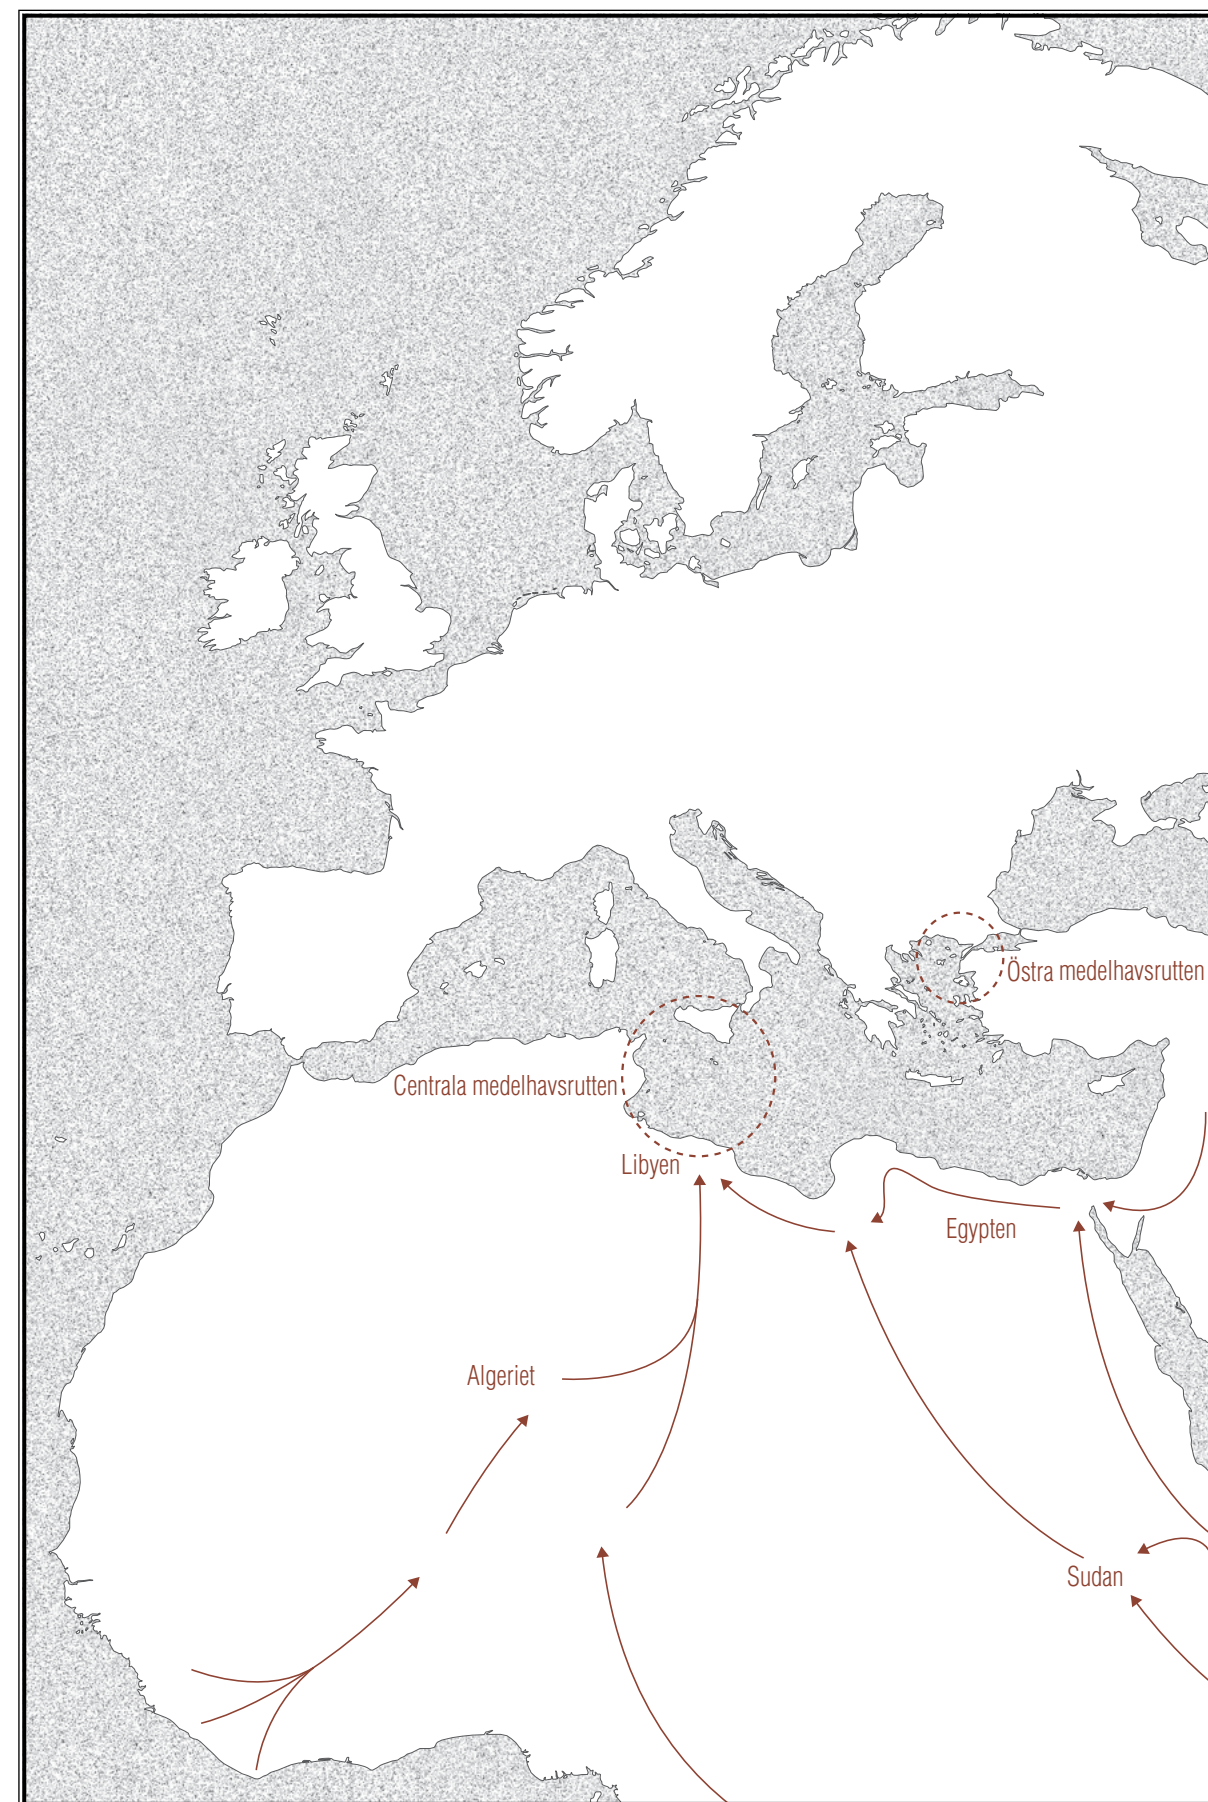 Östra medelhavsrutten
Centrala medelhavsrutten
Libyen
Egypten
Algeriet
Sudan